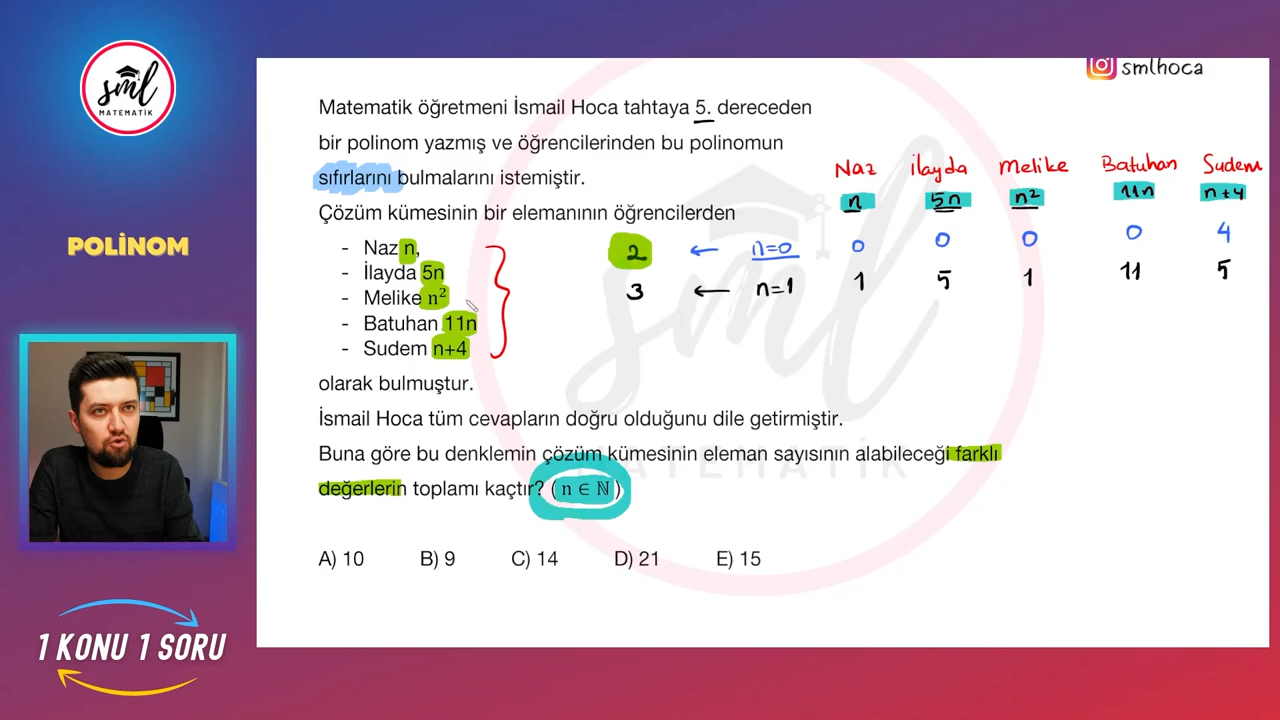 sml
MATEMATİK
smlhoca
Matematik öğretmeni İsmail Hoca tahtaya 5. dereceden
bir polinom yazmış ve öğrencilerinden bu polinomun
sıfırlarını bulmalarını istemiştir.
Çözüm kümesinin bir elemanının öğrencilerden
- Naz n,
- İlayda 5n
- Melike n²
- Batuhan 11n
- Sudem n+4
olarak bulmuştur.
İsmail Hoca tüm cevapların doğru olduğunu dile getirmiştir.
Buna göre bu denklemin çözüm kümesinin eleman sayısının alabileceği farklı
değerlerin toplamı kaçtır? ( n ∈ ℕ )
A) 10 B) 9 C) 14 D) 21 E) 15
Naz İlayda Melike Batuhan Sudem
n 5n n² 11n n+4
2 ← n=0 0 0 0 0 4
3 ← n=1 1 5 1 11 5
POLİNOM
1 KONU 1 SORU
sml
MATEMATİK